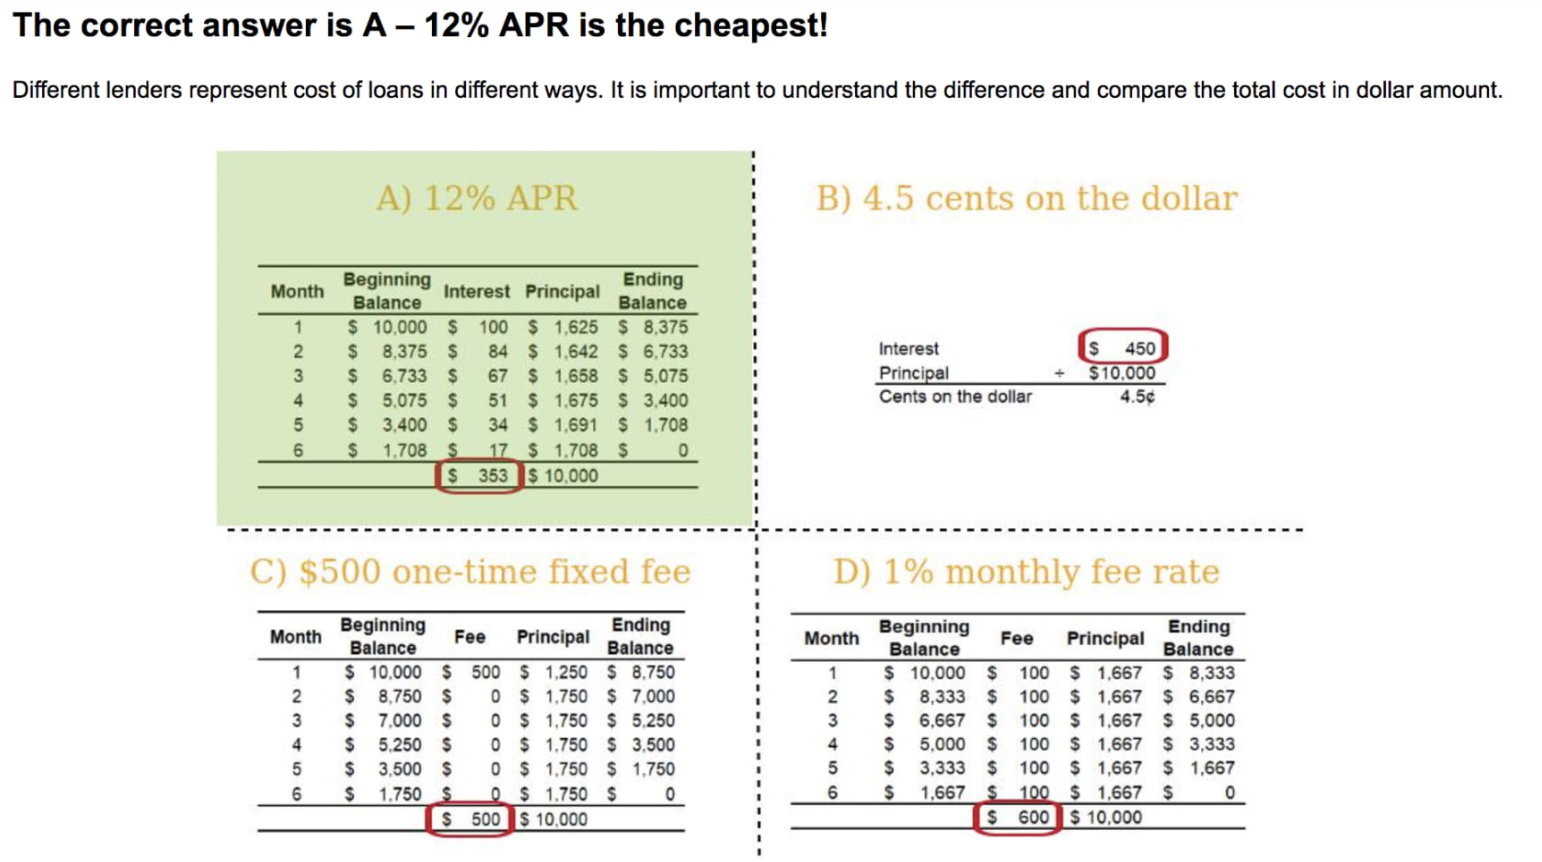 The correct answer is A – 12% APR is the cheapest!
Different lenders represent cost of loans in different ways. It is important to understand the difference and compare the total cost in dollar amount.
A) 12% APR
Month Beginning Balance Interest Principal Ending Balance
1 $ 10,000 $ 100 $ 1,625 $ 8,375
2 $ 8,375 $ 84 $ 1,642 $ 6,733
3 $ 6,733 $ 67 $ 1,658 $ 5,075
4 $ 5,075 $ 51 $ 1,675 $ 3,400
5 $ 3,400 $ 34 $ 1,691 $ 1,708
6 $ 1,708 $ 17 $ 1,708 $ 0
$ 353 $ 10,000
B) 4.5 cents on the dollar
Interest $ 450
Principal ÷ $10,000
Cents on the dollar 4.5¢
C) $500 one-time fixed fee
Month Beginning Balance Fee Principal Ending Balance
1 $ 10,000 $ 500 $ 1,250 $ 8,750
2 $ 8,750 $ 0 $ 1,750 $ 7,000
3 $ 7,000 $ 0 $ 1,750 $ 5,250
4 $ 5,250 $ 0 $ 1,750 $ 3,500
5 $ 3,500 $ 0 $ 1,750 $ 1,750
6 $ 1,750 $ 0 $ 1,750 $ 0
$ 500 $ 10,000
D) 1% monthly fee rate
Month Beginning Balance Fee Principal Ending Balance
1 $ 10,000 $ 100 $ 1,667 $ 8,333
2 $ 8,333 $ 100 $ 1,667 $ 6,667
3 $ 6,667 $ 100 $ 1,667 $ 5,000
4 $ 5,000 $ 100 $ 1,667 $ 3,333
5 $ 3,333 $ 100 $ 1,667 $ 1,667
6 $ 1,667 $ 100 $ 1,667 $ 0
$ 600 $ 10,000